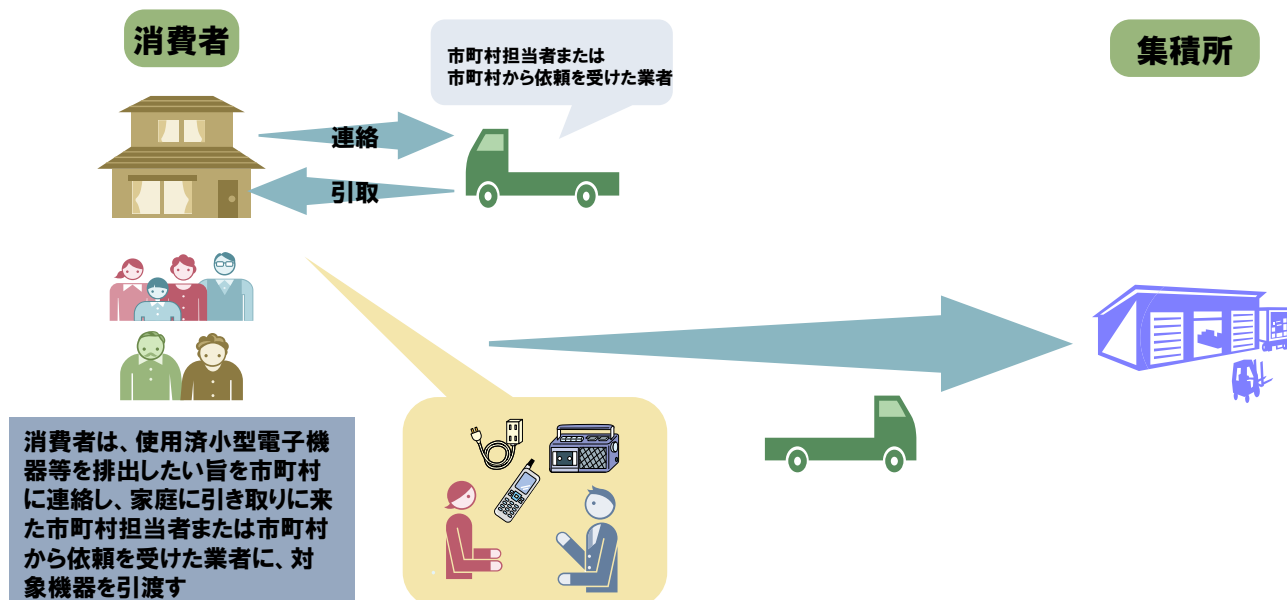 消費者
市町村担当者または
市町村から依頼を受けた業者
集積所
連絡
引取
消費者は、使用済小型電子機
器等を排出したい旨を市町村
に連絡し、家庭に引き取りに来
た市町村担当者または市町村
から依頼を受けた業者に、対
象機器を引渡す